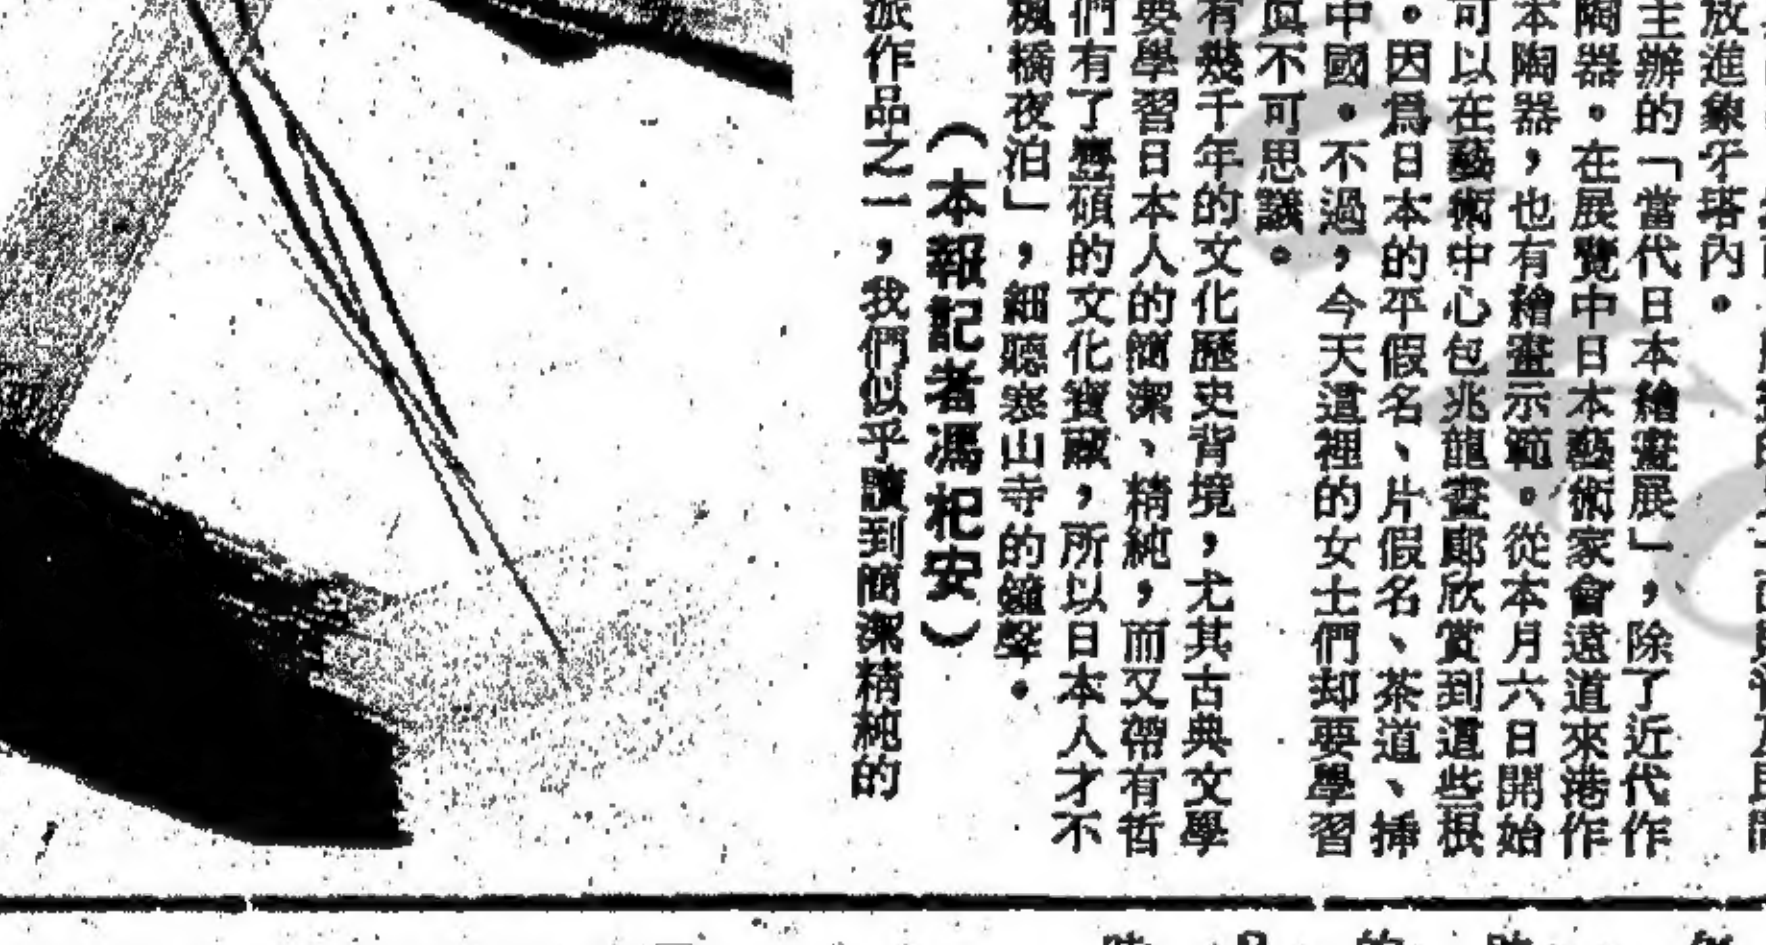 放進象牙塔內。
主辦的「當代日本繪畫展」，除了近代作
陶器。在展覽中日本藝術家會遠道來港作
本陶器，也有繪畫示範。從本月六日開始
可以在藝術中心包兆龍畫廊欣賞到這些根
。因爲日本的平假名、片假名、茶道、挿
中國。不過，今天這裡的女士們却要學習
眞不可思議。
有幾千年的文化歷史背境，尤其古典文學
要學習日本人的簡潔、精純，而又帶有哲
們有了豐碩的文化寶藏，所以日本人才不
楓橋夜泊」，細聽寒山寺的鐘聲。
（本報記者馮杞安）
派作品之一，我們似乎讀到簡潔精純的